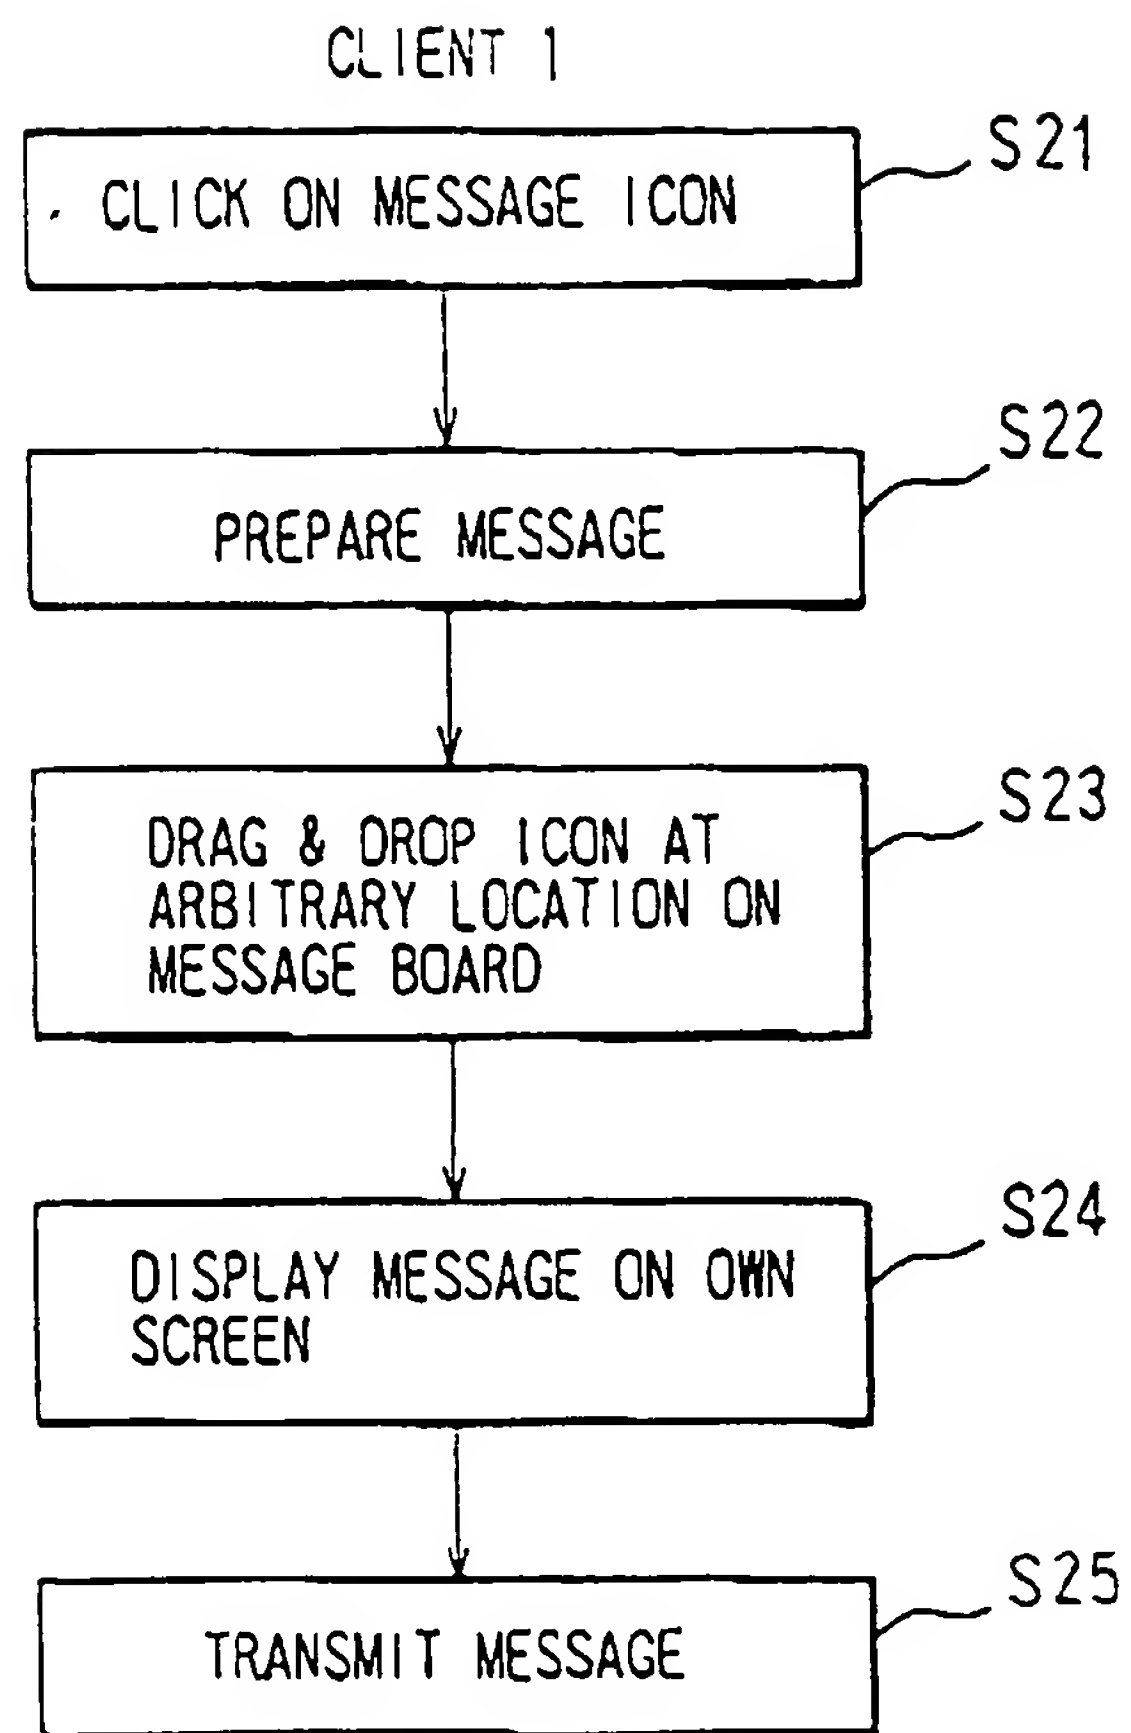 CLIENT 1
CLICK ON MESSAGE ICON
S21
PREPARE MESSAGE
S22
DRAG & DROP ICON AT
ARBITRARY LOCATION ON
MESSAGE BOARD
S23
DISPLAY MESSAGE ON OWN
SCREEN
S24
TRANSMIT MESSAGE
S25